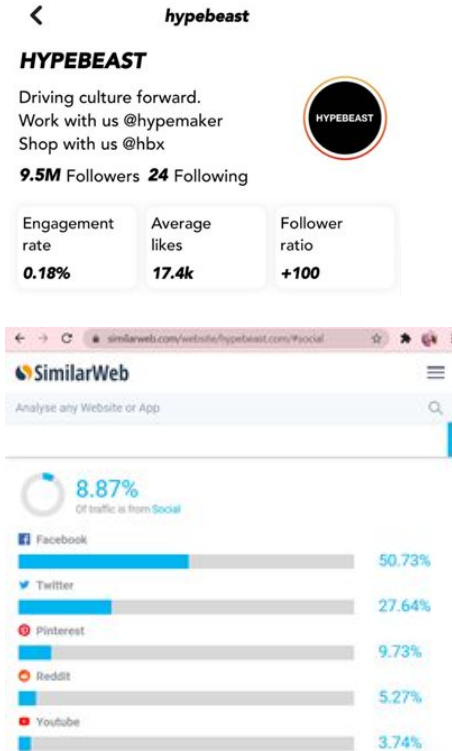 hypebeast
HYPEBEAST
Driving culture forward.
Work with us @hypemaker
Shop with us @hbx
HYPEBEAST
9.5M Followers 24 Following
Engagement rate
0.18%
Average likes
17.4k
Follower ratio
+100
similarweb.com/website/hypebeast.com/#social
SimilarWeb
Analyse any Website or App
8.87%
Of traffic is from Social
Facebook
50.73%
Twitter
27.64%
Pinterest
9.73%
Reddit
5.27%
Youtube
3.74%